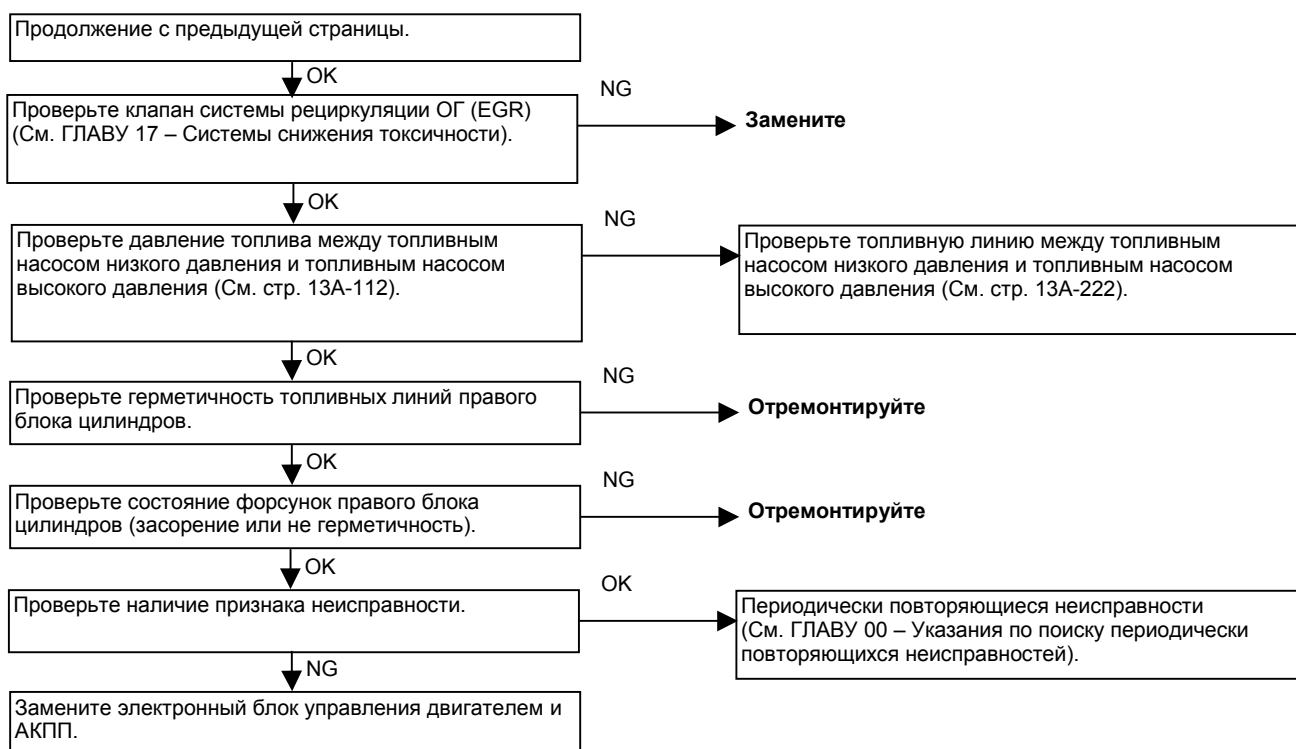 Продолжение с предыдущей страницы.
OK
NG
Проверьте клапан системы рециркуляции ОГ (EGR)
(См. ГЛАВУ 17 – Системы снижения токсичности).
Замените
OK
NG
Проверьте давление топлива между топливным
насосом низкого давления и топливным насосом
высокого давления (См. стр. 13А-112).
Проверьте топливную линию между топливным
насосом низкого давления и топливным насосом
высокого давления (См. стр. 13А-222).
OK
NG
Проверьте герметичность топливных линий правого
блока цилиндров.
Отремонтируйте
OK
NG
Проверьте состояние форсунок правого блока
цилиндров (засорение или не герметичность).
Отремонтируйте
OK
OK
Проверьте наличие признака неисправности.
Периодически повторяющиеся неисправности
(См. ГЛАВУ 00 – Указания по поиску периодически
повторяющихся неисправностей).
NG
Замените электронный блок управления двигателем и
АКПП.